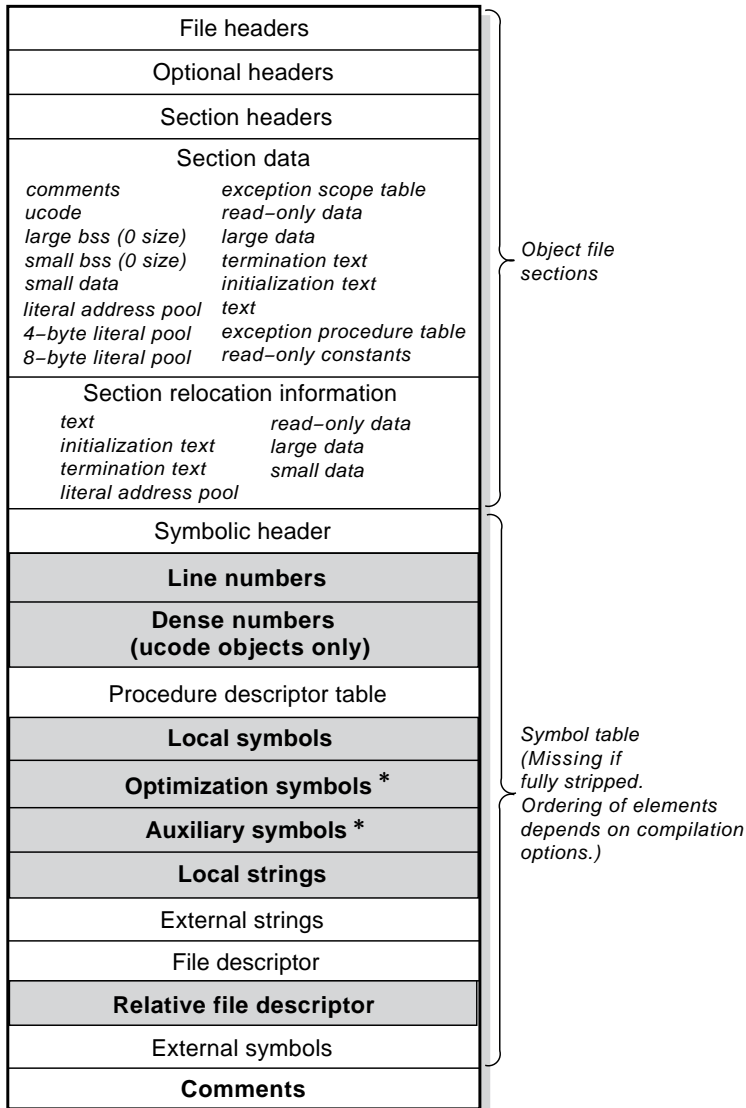 File headers
Optional headers
Section headers
Section data
comments
ucode
large bss (0 size)
small bss (0 size)
small data
literal address pool
4−byte literal pool
8−byte literal pool
exception scope table
read−only data
large data
termination text
initialization text
text
exception procedure table
read−only constants
Section relocation information
text
initialization text
termination text
literal address pool
read−only data
large data
small data
Object file
sections
Symbolic header
Line numbers
Dense numbers
(ucode objects only)
Procedure descriptor table
Local symbols
Optimization symbols *
Auxiliary symbols *
Local strings
External strings
File descriptor
Relative file descriptor
External symbols
Symbol table
(Missing if
fully stripped.
Ordering of elements
depends on compilation
options.)
Comments